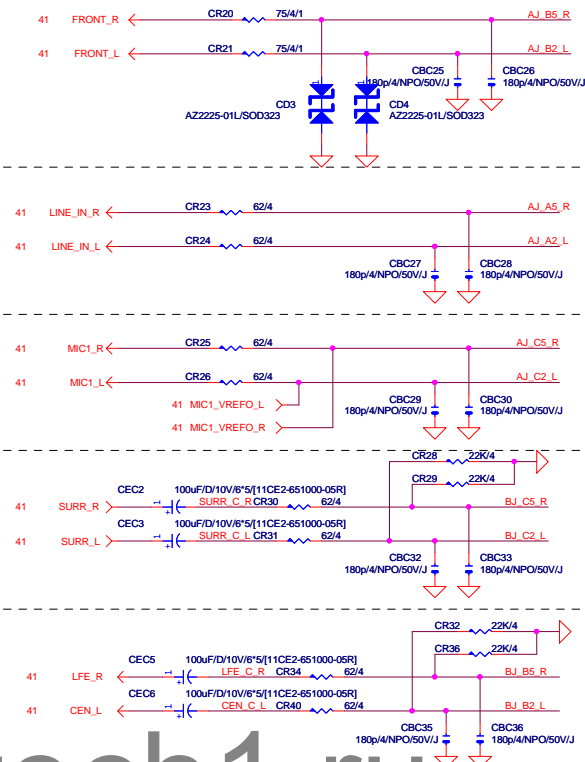 41 FRONT_R CR20 75/4/1 AJ_B5_R
41 FRONT_L CR21 75/4/1 AJ_B2_L
CBC25 CBC26
180p/4/NPO/50V/J 180p/4/NPO/50V/J
CD3 CD4
AZ2225-01L/SOD323 AZ2225-01L/SOD323
41 LINE_IN_R CR23 62/4 AJ_A5_R
41 LINE_IN_L CR24 62/4 AJ_A2_L
CBC27 CBC28
180p/4/NPO/50V/J 180p/4/NPO/50V/J
41 MIC1_R CR25 62/4 AJ_C5_R
41 MIC1_L CR26 62/4 AJ_C2_L
41 MIC1_VREFO_L
CBC29 CBC30
180p/4/NPO/50V/J 180p/4/NPO/50V/J
41 MIC1_VREFO_R
CR28 22K/4
CR29 22K/4
CEC2 100uF/D/10V/6*5/[11CE2-651000-05R]
41 SURR_R 1 + SURR_C_R CR30 62/4 BJ_C5_R
CEC3 100uF/D/10V/6*5/[11CE2-651000-05R]
41 SURR_L 1 + SURR_C_L CR31 62/4 BJ_C2_L
CBC32 CBC33
180p/4/NPO/50V/J 180p/4/NPO/50V/J
CR32 22K/4
CR36 22K/4
CEC5 100uF/D/10V/6*5/[11CE2-651000-05R]
41 LFE_R 1 + LFE_C_R CR34 62/4 BJ_B5_R
CEC6 100uF/D/10V/6*5/[11CE2-651000-05R]
41 CEN_L 1 + CEN_C_L CR40 62/4 BJ_B2_L
CBC35 CBC36
180p/4/NPO/50V/J 180p/4/NPO/50V/J